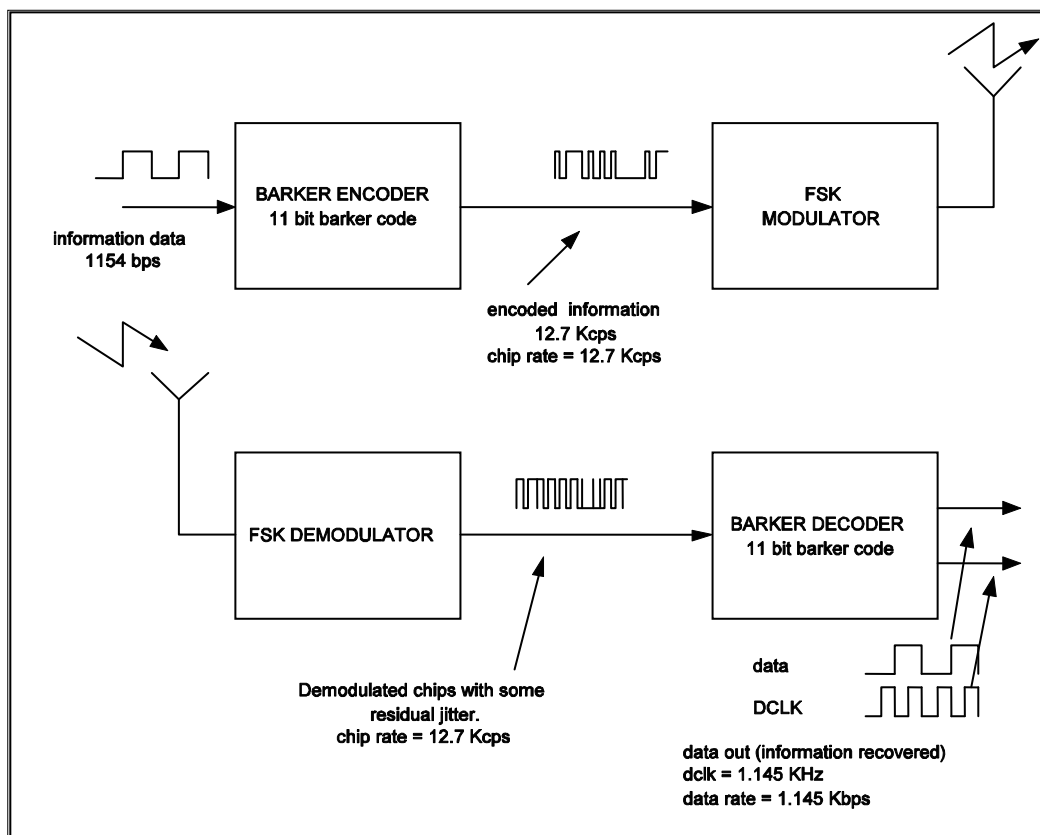 BARKER ENCODER
11 bit barker code
FSK
MODULATOR
information data
1154 bps
encoded information
12.7 Kcps
chip rate = 12.7 Kcps
FSK DEMODULATOR
BARKER DECODER
11 bit barker code
Demodulated chips with some
residual jitter.
chip rate = 12.7 Kcps
data
DCLK
data out (information recovered)
dclk = 1.145 KHz
data rate = 1.145 Kbps